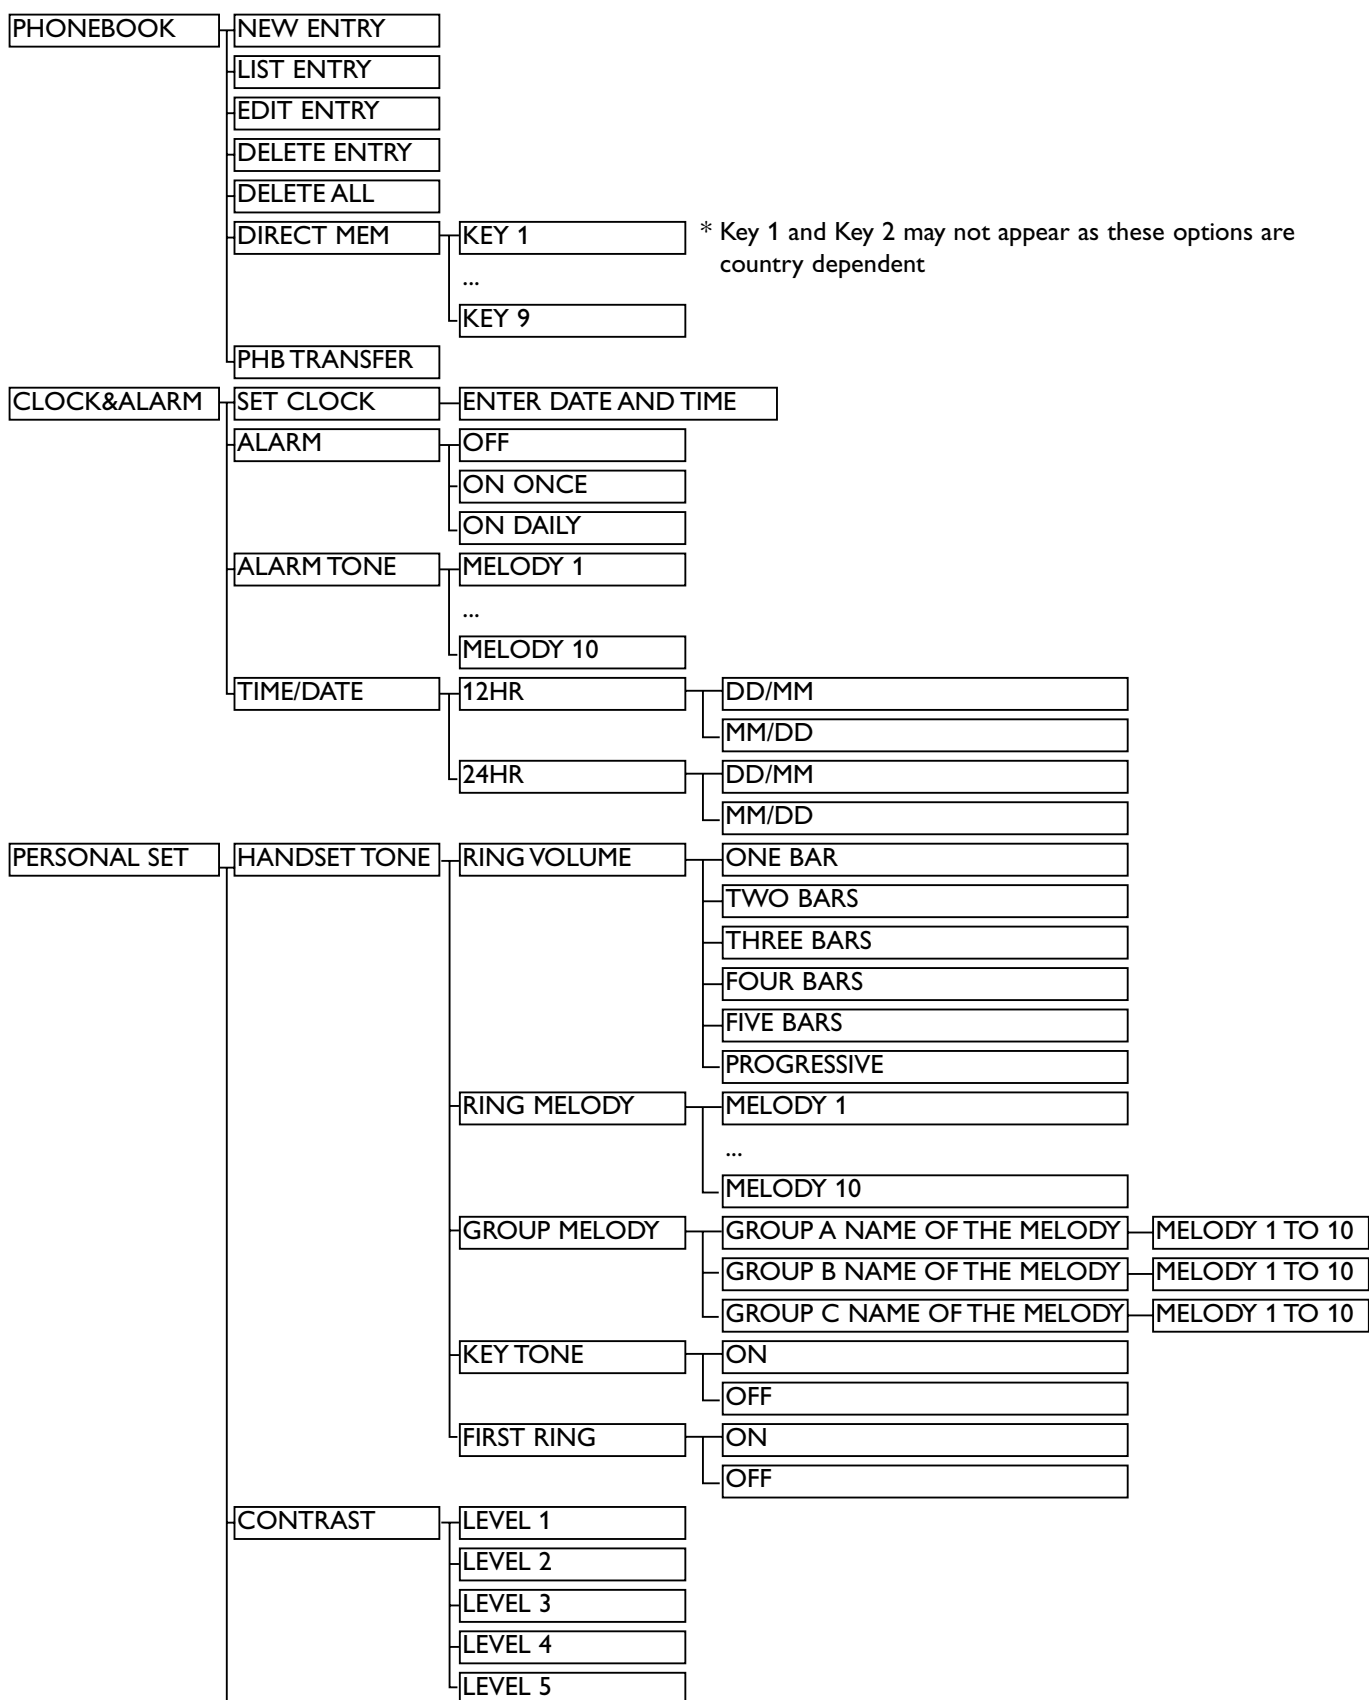 PHONEBOOK NEW ENTRY
LIST ENTRY
EDIT ENTRY
DELETE ENTRY
DELETE ALL
DIRECT MEM KEY 1 * Key 1 and Key 2 may not appear as these options are
country dependent
...
KEY 9
PHB TRANSFER
CLOCK&ALARM SET CLOCK ENTER DATE AND TIME
ALARM OFF
ON ONCE
ON DAILY
ALARM TONE MELODY 1
...
MELODY 10
TIME/DATE 12HR DD/MM
MM/DD
24HR DD/MM
MM/DD
PERSONAL SET HANDSET TONE RING VOLUME ONE BAR
TWO BARS
THREE BARS
FOUR BARS
FIVE BARS
PROGRESSIVE
RING MELODY MELODY 1
...
MELODY 10
GROUP MELODY GROUP A NAME OF THE MELODY MELODY 1 TO 10
GROUP B NAME OF THE MELODY MELODY 1 TO 10
GROUP C NAME OF THE MELODY MELODY 1 TO 10
KEY TONE ON
OFF
FIRST RING ON
OFF
CONTRAST LEVEL 1
LEVEL 2
LEVEL 3
LEVEL 4
LEVEL 5